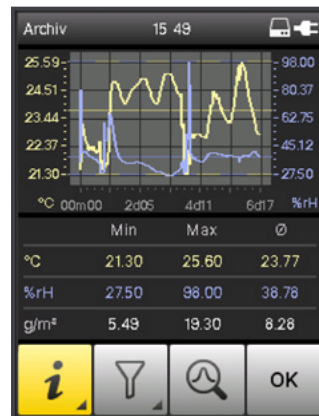 Archiv 15 49
25.59 98.00
24.51 80.37
23.44 62.75
22.37 45.12
21.30 27.50
°C 00m00 2d05 4d11 6d17 %rH
Min Max Ø
°C 21.30 25.60 23.77
%rH 27.50 98.00 38.78
g/m² 5.49 19.30 8.28
i OK